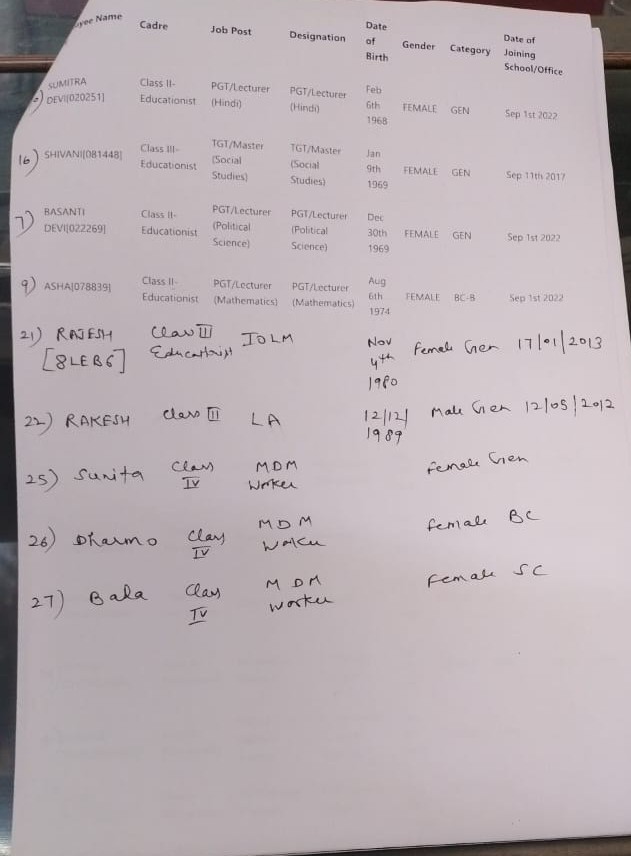 yee Name Cadre Job Post Designation Date of Birth Gender Category Date of Joining School/Office
SUMITRA DEVI[020251] Class II- Educationist PGT/Lecturer (Hindi) PGT/Lecturer (Hindi) Feb 6th 1968 FEMALE GEN Sep 1st 2022
16) SHIVANI[081448] Class III- Educationist TGT/Master (Social Studies) TGT/Master (Social Studies) Jan 9th 1969 FEMALE GEN Sep 11th 2017
7) BASANTI DEVI[022269] Class II- Educationist PGT/Lecturer (Political Science) PGT/Lecturer (Political Science) Dec 30th 1969 FEMALE GEN Sep 1st 2022
9) ASHA[078839] Class II- Educationist PGT/Lecturer (Mathematics) PGT/Lecturer (Mathematics) Aug 6th 1974 FEMALE BC-B Sep 1st 2022
21) RAJESH [8LEB6] Class III Educationist Nov 4th 1980 female Gen 17/01/2013
22) RAKESH Class III LA 12/12/1989 Male Gen 12/05/2012
25) Sunita Class IV MDM Worker female Gen
26) Dharmo Class IV MDM Worker female BC
27) Bala Class IV MDM Worker Female SC